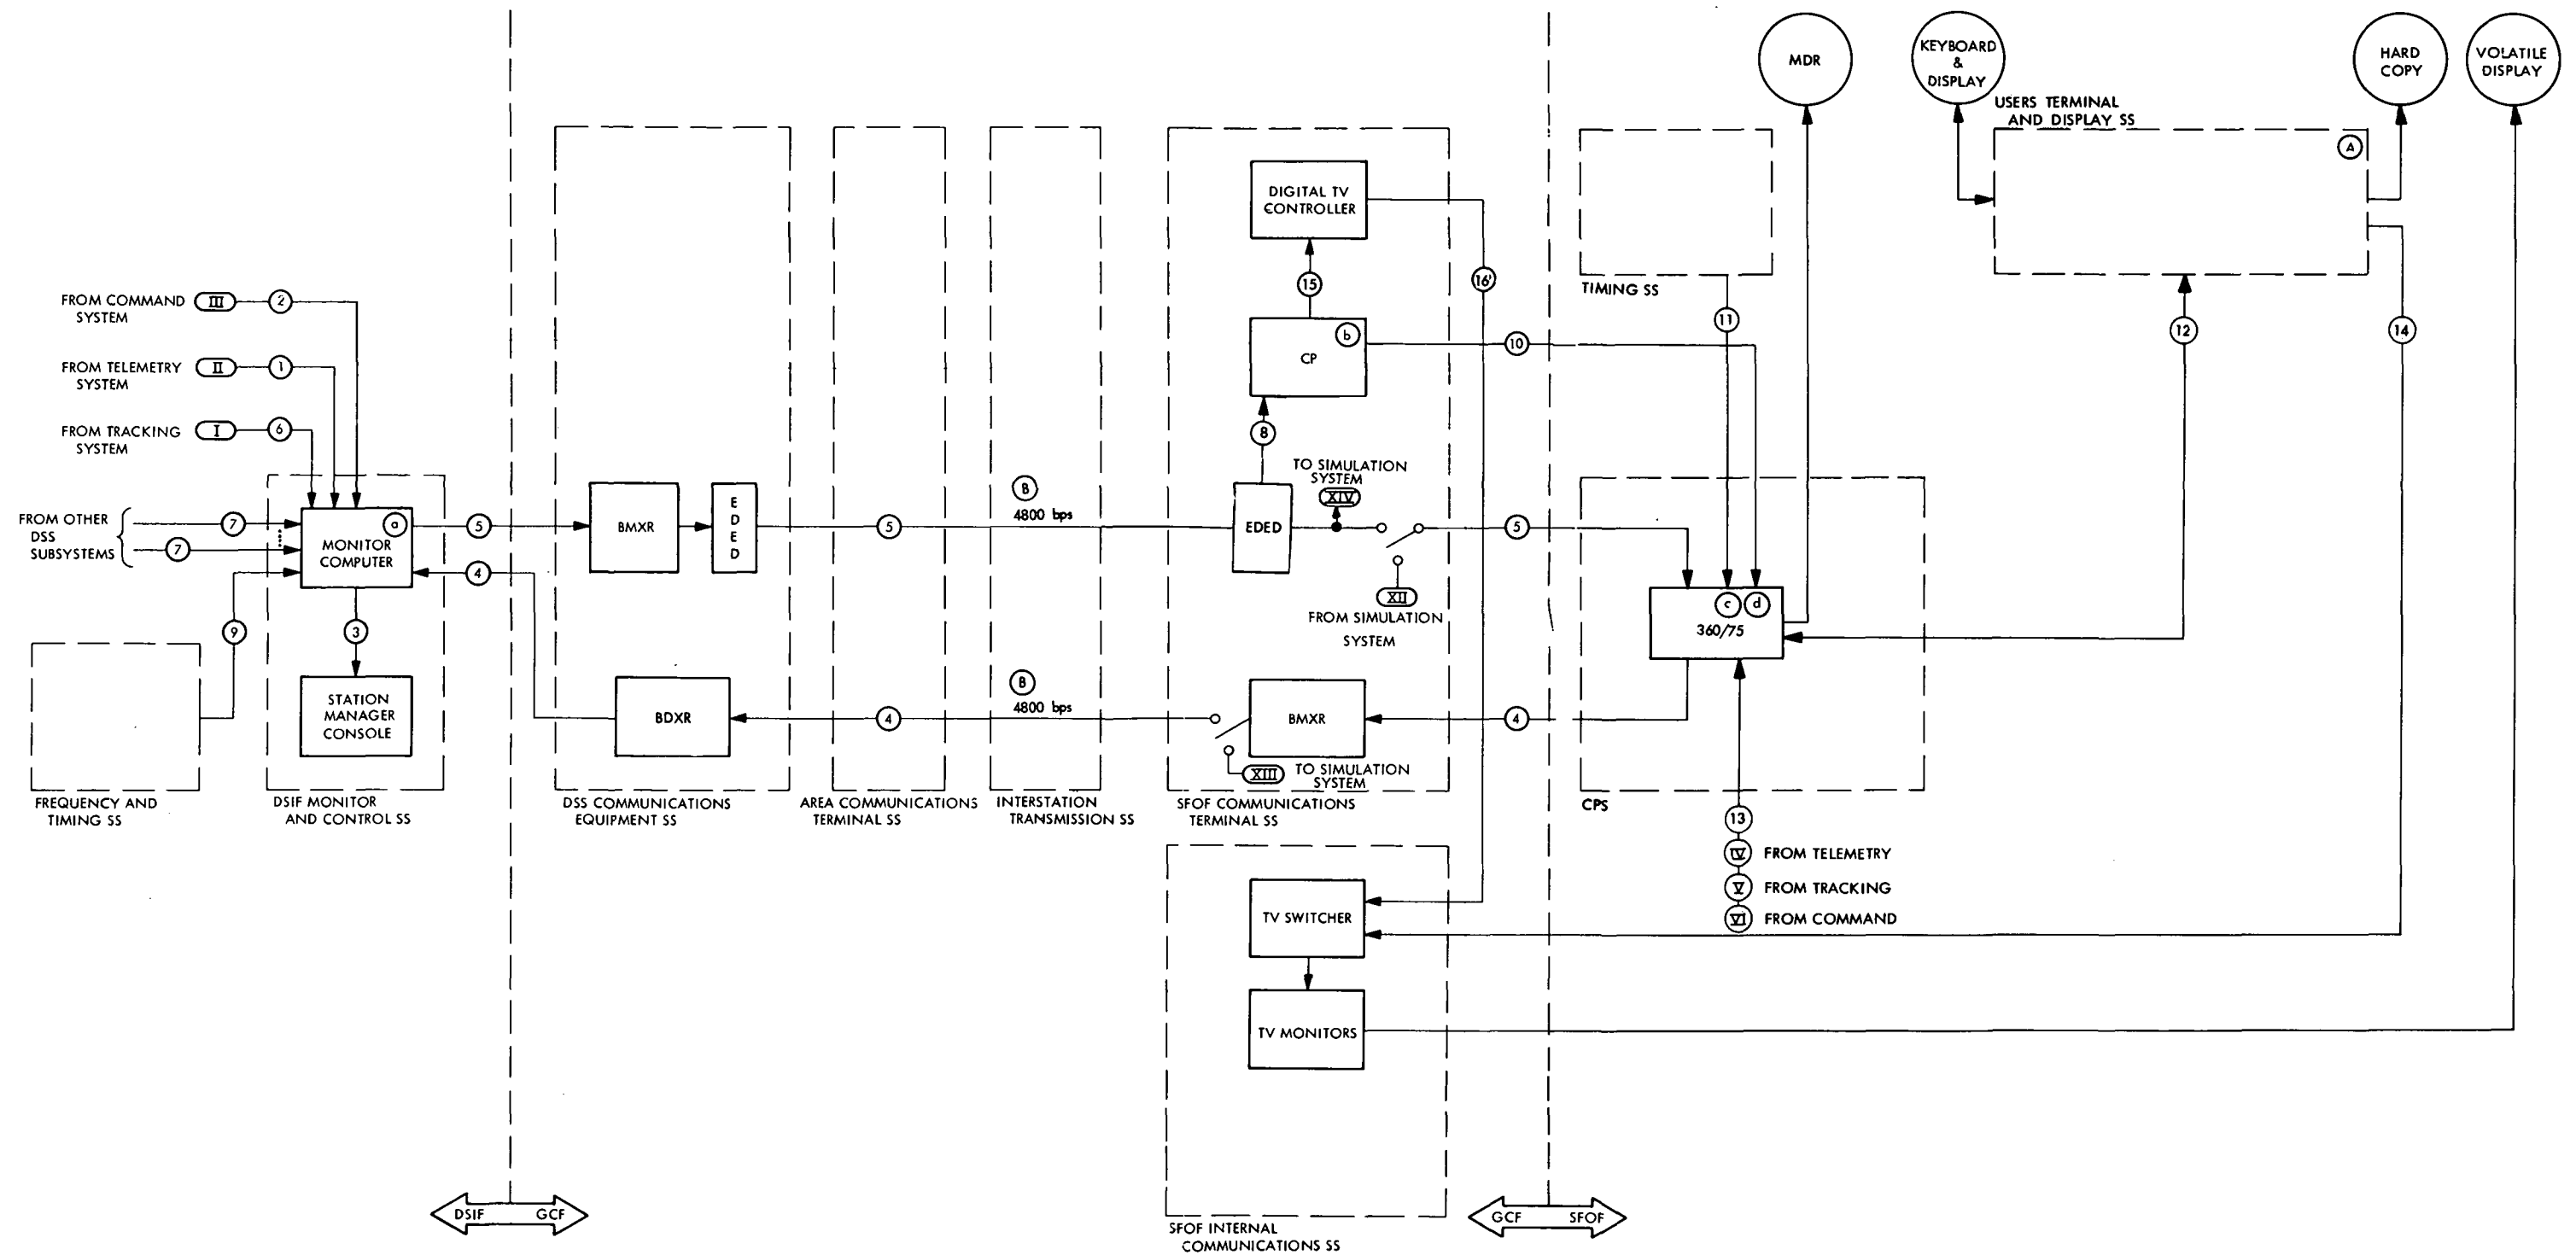 MDR
KEYBOARD
&
DISPLAY
HARD
COPY
VOLATILE
DISPLAY
USERS TERMINAL
AND DISPLAY SS
A
DIGITAL TV
CONTROLLER
15
16'
TIMING SS
11
12
14
b
CP
10
8
FROM COMMAND
SYSTEM
III
2
FROM TELEMETRY
SYSTEM
II
1
FROM TRACKING
SYSTEM
I
6
FROM OTHER
DSS
SUBSYSTEMS
7
7
a
MONITOR
COMPUTER
5
4
9
3
STATION
MANAGER
CONSOLE
FREQUENCY AND
TIMING SS
DSIF MONITOR
AND CONTROL SS
BMXR
E
D
E
D
5
B
4800 bps
EDED
TO SIMULATION
SYSTEM
XIV
5
XII
FROM SIMULATION
SYSTEM
c
d
360/75
BDXR
4
B
4800 bps
BMXR
4
XIII
TO SIMULATION
SYSTEM
DSS COMMUNICATIONS
EQUIPMENT SS
AREA COMMUNICATIONS
TERMINAL SS
INTERSTATION
TRANSMISSION SS
SFOF COMMUNICATIONS
TERMINAL SS
CPS
13
IV FROM TELEMETRY
V FROM TRACKING
VI FROM COMMAND
TV SWITCHER
TV MONITORS
DSIF GCF
GCF SFOF
SFOF INTERNAL
COMMUNICATIONS SS